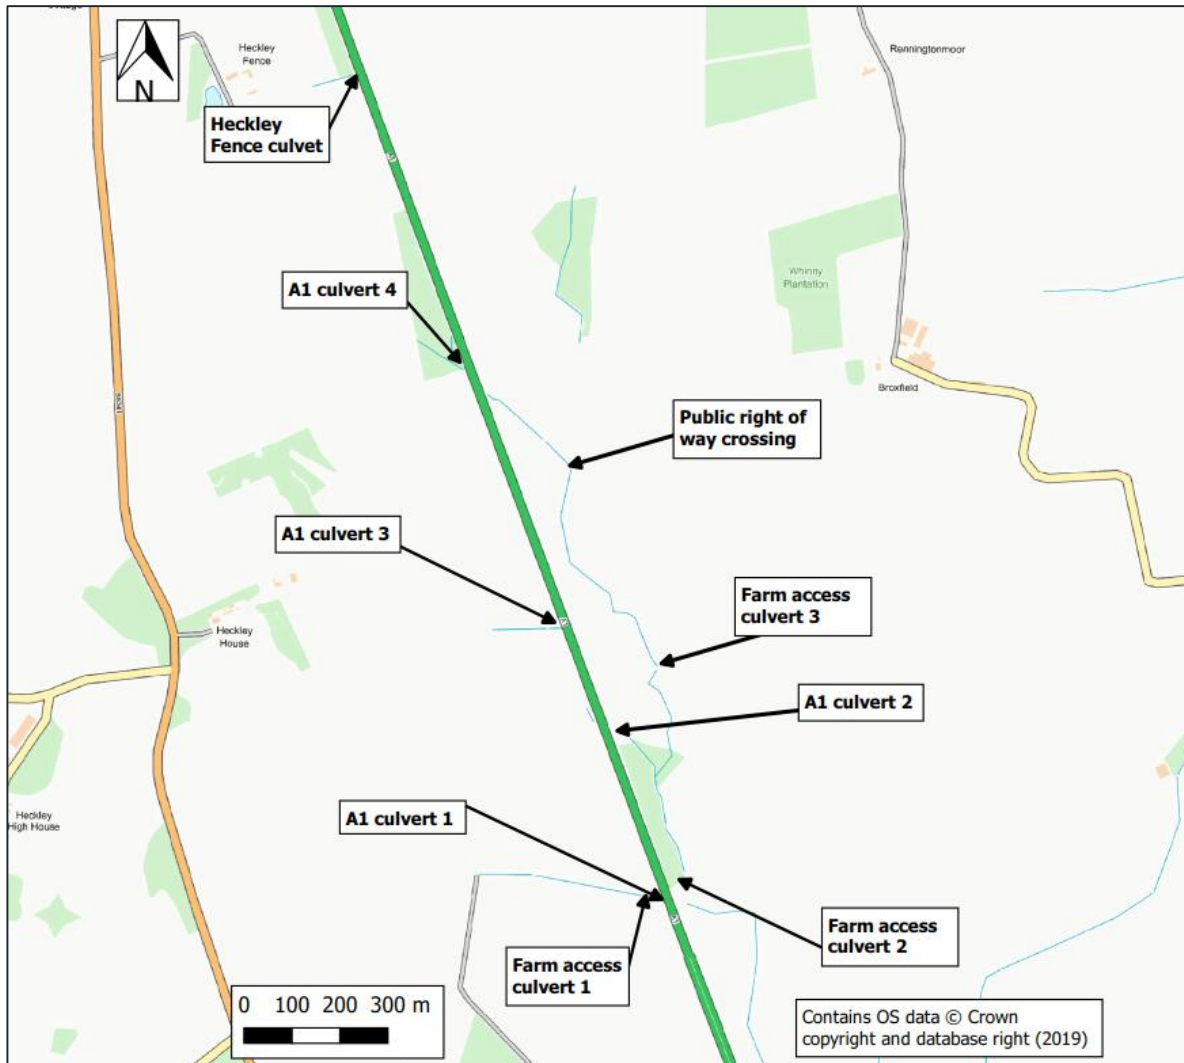 Heckley
Fence
N
Renningtonmoor
Heckley
Fence culvet
A1 culvert 4
Whinny
Plantation
Broxfield
Public right of
way crossing
A1 culvert 3
Farm access
culvert 3
Heckley
House
A1 culvert 2
A1 culvert 1
Heckley
High House
Farm access
culvert 2
Farm access
culvert 1
0 100 200 300 m
Contains OS data © Crown
copyright and database right (2019)